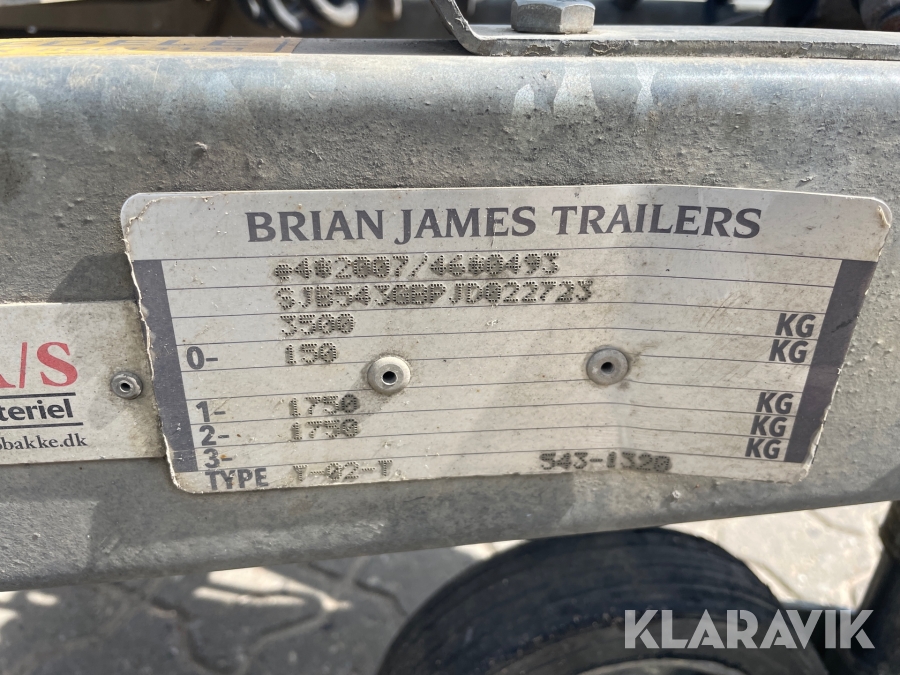 BRIAN JAMES TRAILERS
e4*2007/46*0493
SJB543GBPJD022723
3500 KG
0- 150 KG
1- 1750 KG
2- 1750 KG
3- KG
TYPE T-02-T 543-1320
A/S
teriel
bakke.dk
KLARAVIK